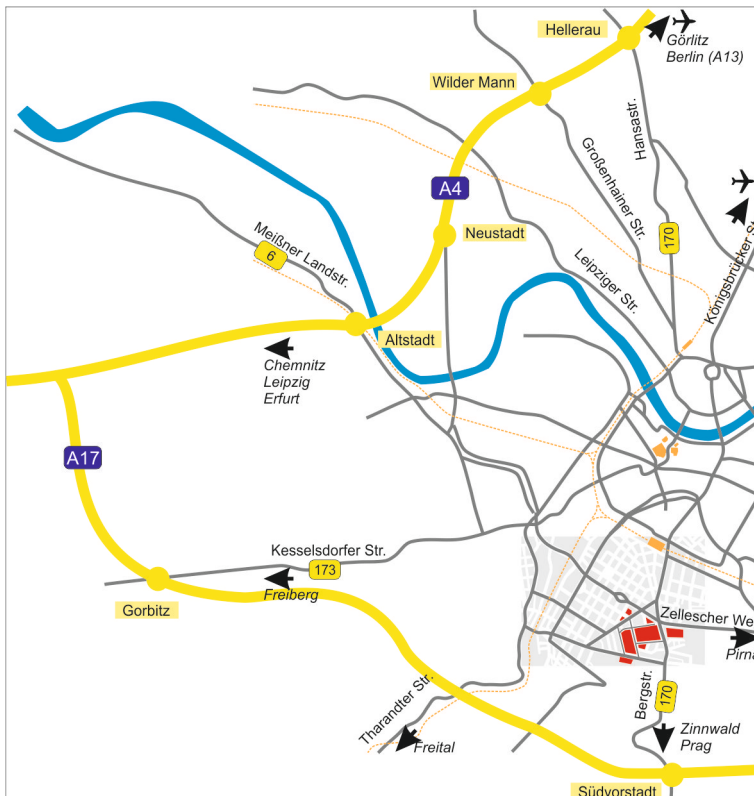 Hellerau
Görlitz
Berlin (A13)
Wilder Mann
Hansastr.
Großenhainer Str.
A4
170
Königsbrücker St
Neustadt
Meißner Landstr.
6
Leipziger Str.
Altstadt
Chemnitz
Leipzig
Erfurt
A17
Kesselsdorfer Str.
173
Freiberg
Gorbitz
Zellescher We
Pirna
Tharandter Str.
Bergstr.
170
Freital
Zinnwald
Prag
Südvorstadt